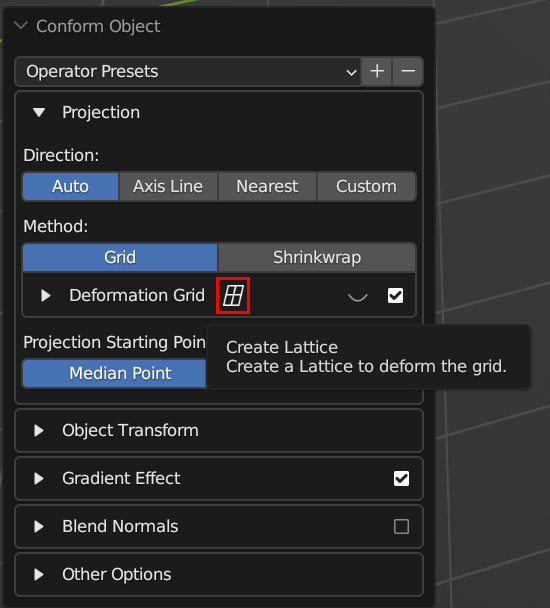 Conform Object
Operator Presets
Projection
Direction:
Auto Axis Line Nearest Custom
Method:
Grid Shrinkwrap
Deformation Grid
Projection Starting Poin
Create Lattice
Create a Lattice to deform the grid.
Median Point
Object Transform
Gradient Effect
Blend Normals
Other Options